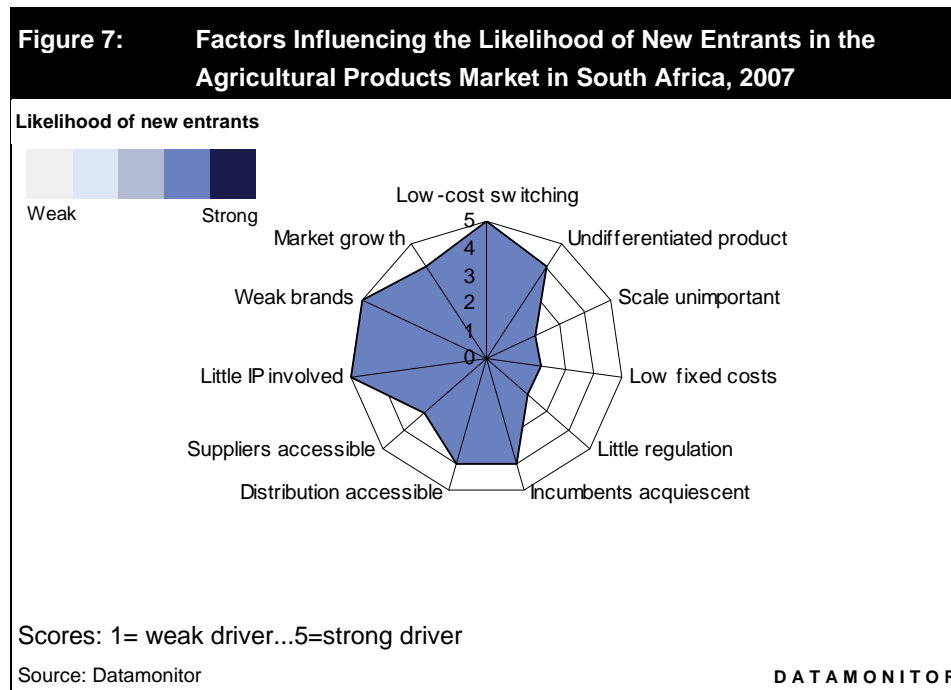 Figure 7: Factors Influencing the Likelihood of New Entrants in the
Agricultural Products Market in South Africa, 2007
Likelihood of new entrants
Weak Strong
Low-cost switching
5
4
3
2
1
0
Undifferentiated product
Scale unimportant
Low fixed costs
Little regulation
Incumbents acquiescent
Distribution accessible
Suppliers accessible
Little IP involved
Weak brands
Market growth
Scores: 1= weak driver...5=strong driver
Source: Datamonitor
DATAMONITOR